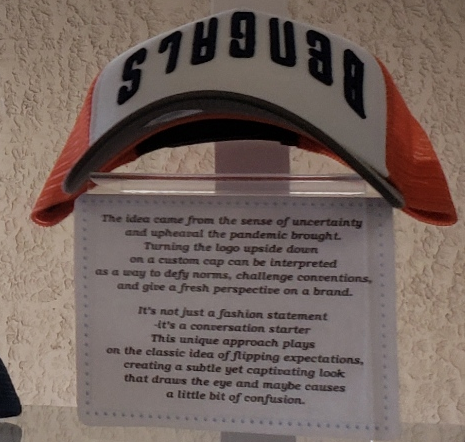 BENGALS
The idea came from the sense of uncertainty
and upheaval the pandemic brought.
Turning the logo upside down
on a custom cap can be interpreted
as a way to defy norms, challenge conventions,
and give a fresh perspective on a brand.
It's not just a fashion statement
-it's a conversation starter
This unique approach plays
on the classic idea of flipping expectations,
creating a subtle yet captivating look
that draws the eye and maybe causes
a little bit of confusion.